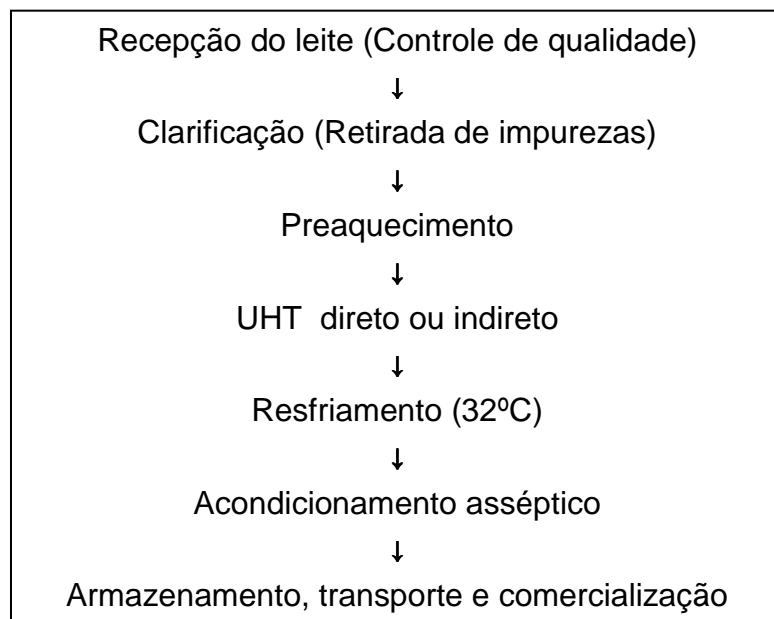 Recepção do leite (Controle de qualidade)
↓
Clarificação (Retirada de impurezas)
↓
Preaquecimento
↓
UHT direto ou indireto
↓
Resfriamento (32ºC)
↓
Acondicionamento asséptico
↓
Armazenamento, transporte e comercialização